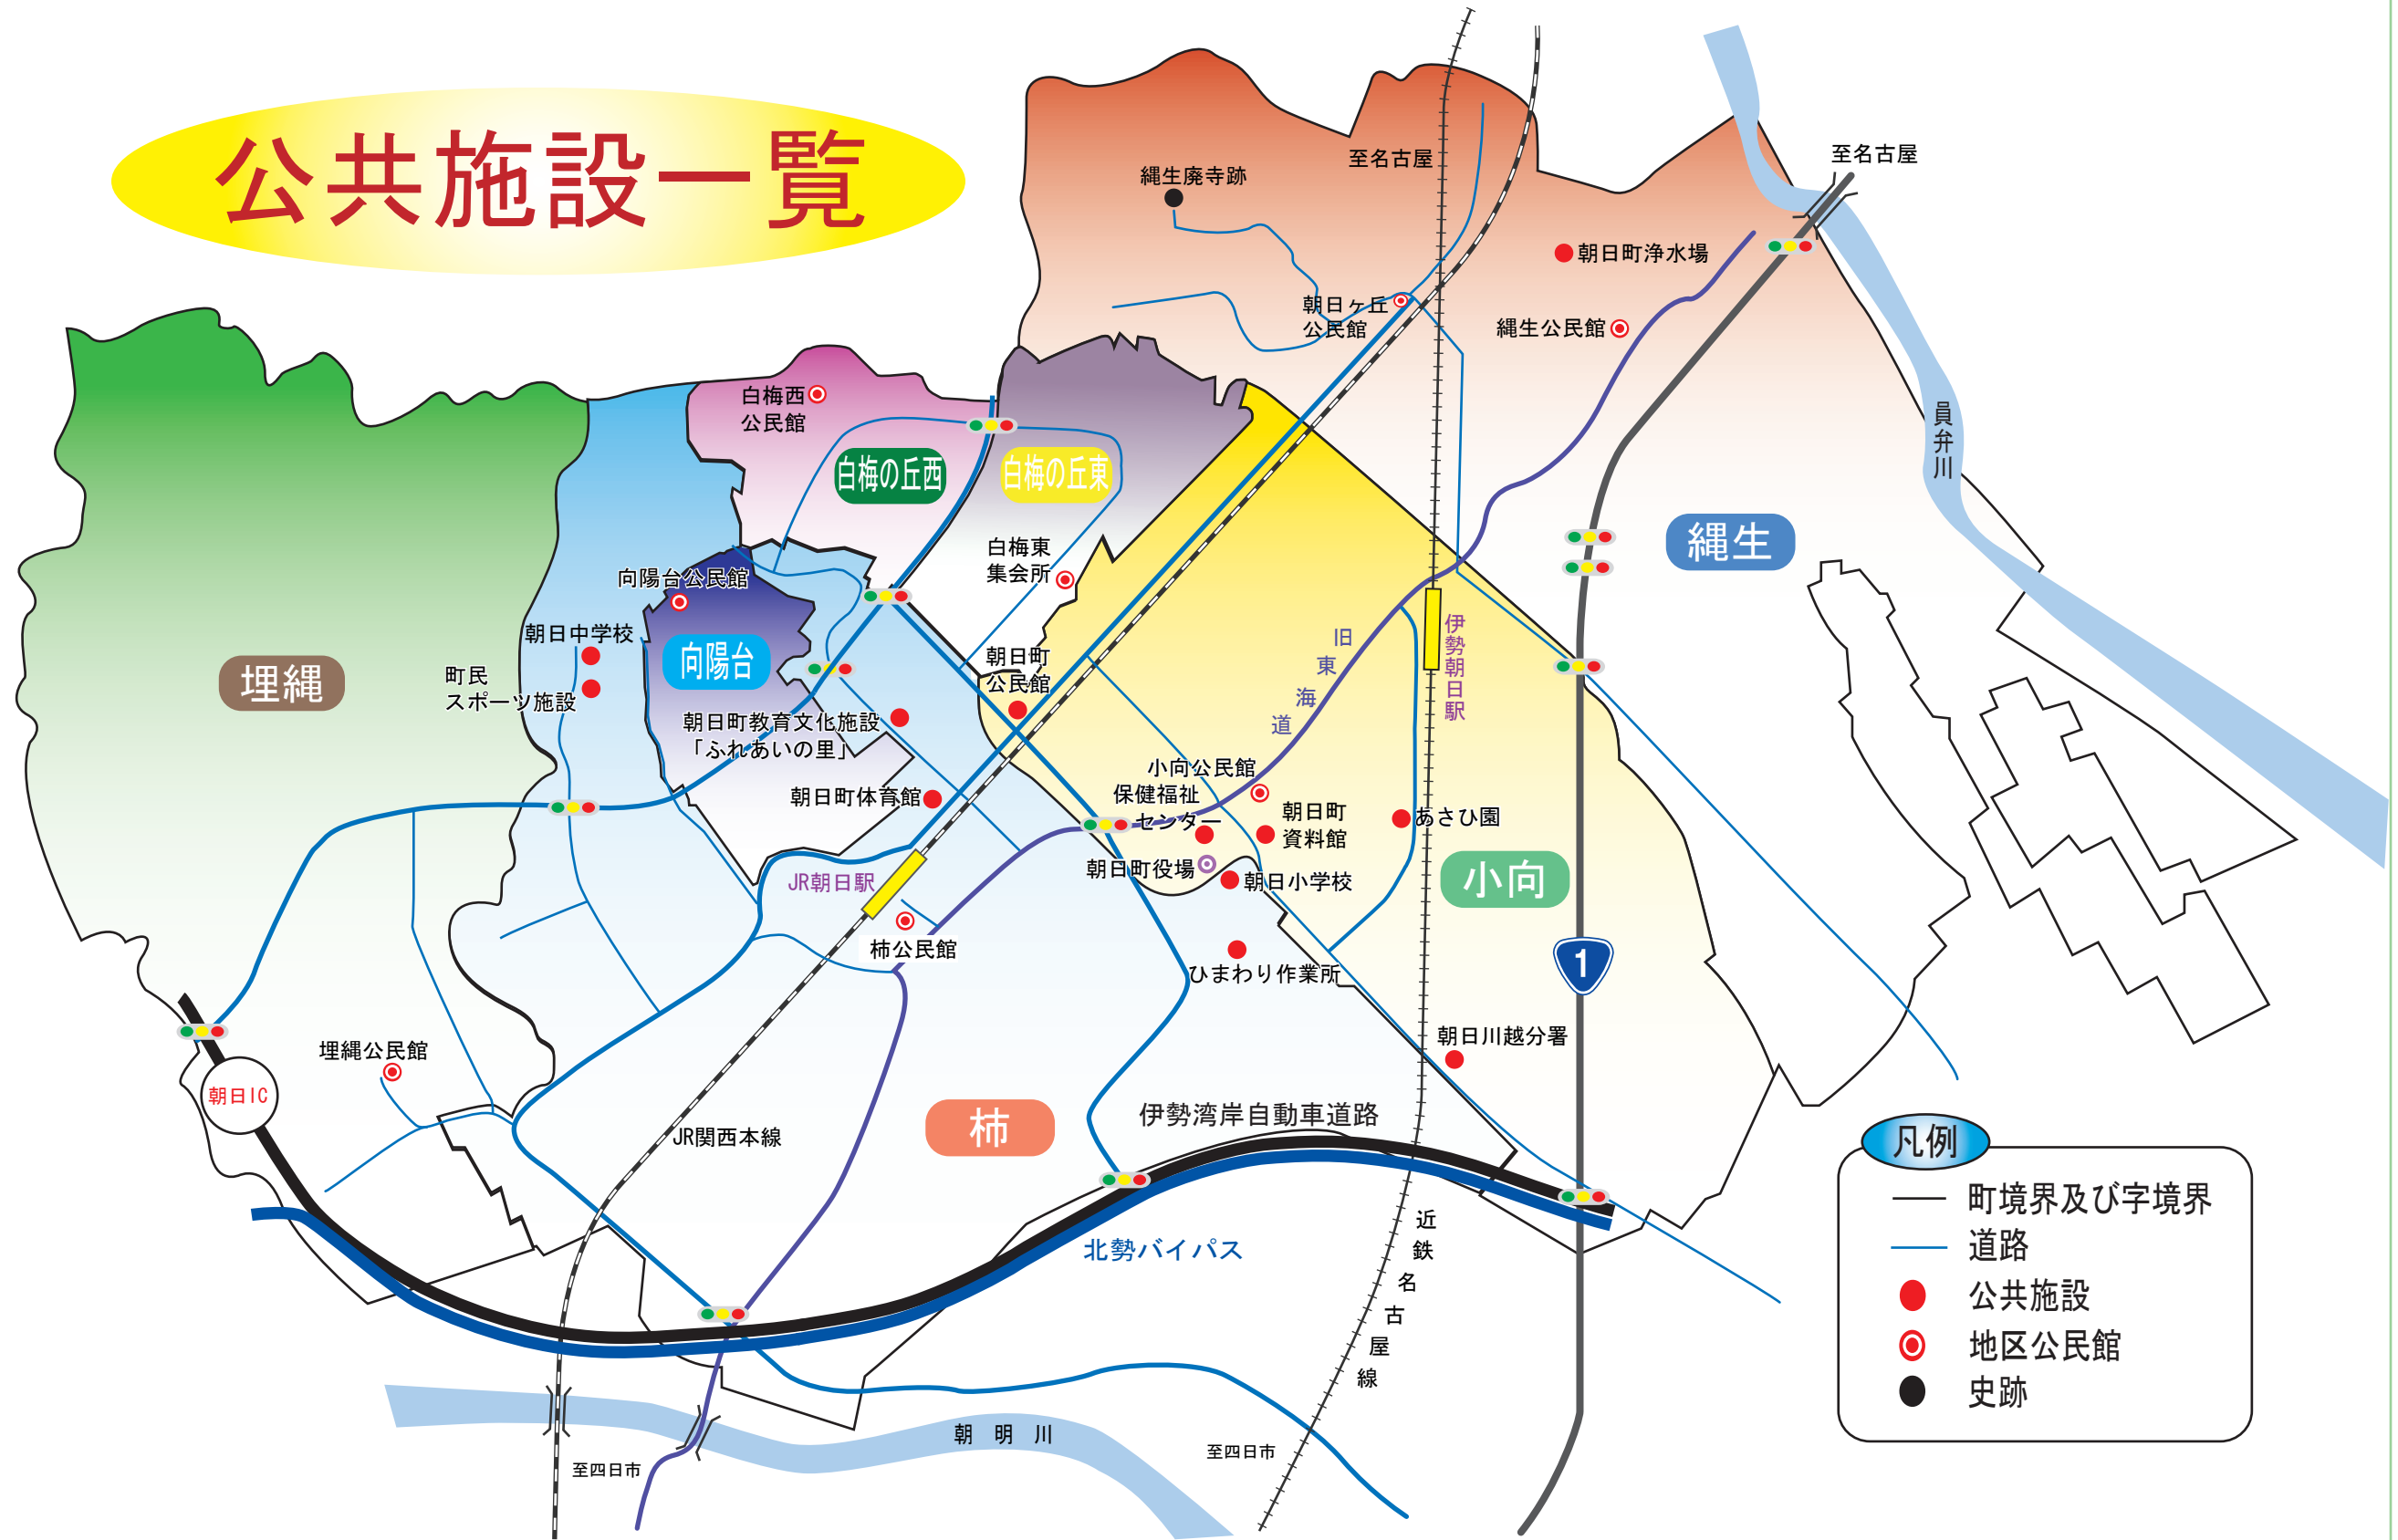 公共施設一覧
至名古屋
至名古屋
縄生廃寺跡
朝日町浄水場
朝日ヶ丘
公民館
縄生公民館
員弁川
白梅西
公民館
白梅の丘西
白梅の丘東
縄生
白梅東
集会所
向陽台公民館
朝日中学校
向陽台
町民
スポーツ施設
埋縄
朝日町
公民館
旧東海道
伊勢朝日駅
朝日町教育文化施設
「ふれあいの里」
朝日町体育館
小向公民館
保健福祉
センター
朝日町
資料館
あさひ園
朝日町役場
朝日小学校
小向
JR朝日駅
柿公民館
ひまわり作業所
1
朝日川越分署
埋縄公民館
朝日IC
JR関西本線
柿
伊勢湾岸自動車道路
北勢バイパス
近鉄名古屋線
朝明川
至四日市
至四日市
凡例
町境界及び字境界
道路
公共施設
地区公民館
史跡